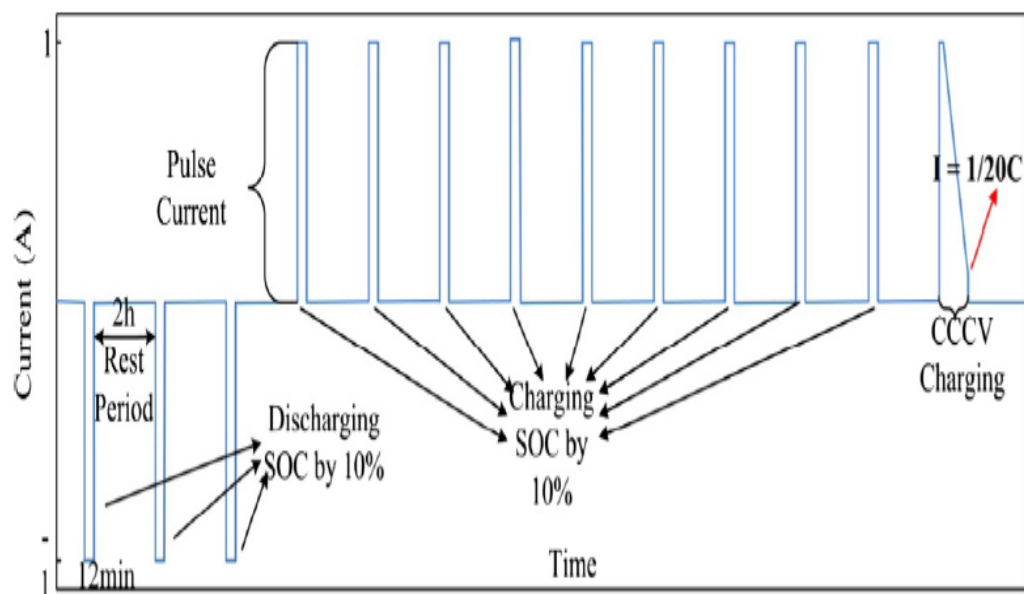 1
Pulse
Current
I = 1/20C
Current (A)
2h
Rest
Period
CCCV
Charging
Charging
SOC by
10%
Discharging
SOC by 10%
-
1
12min
Time